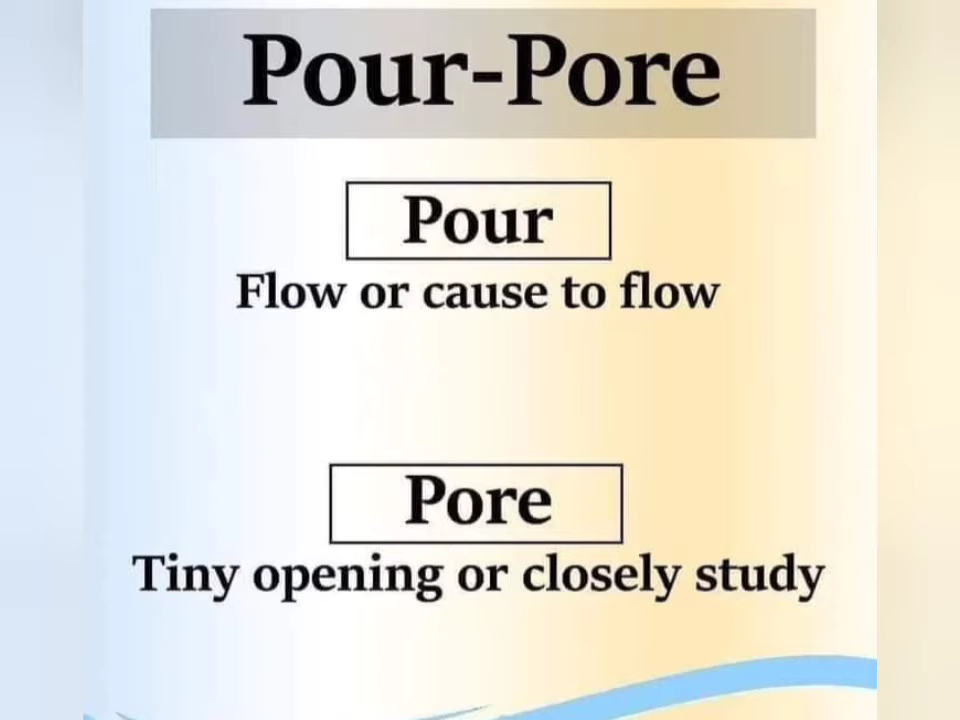 Pour-Pore
Pour
Flow or cause to flow
Pore
Tiny opening or closely study